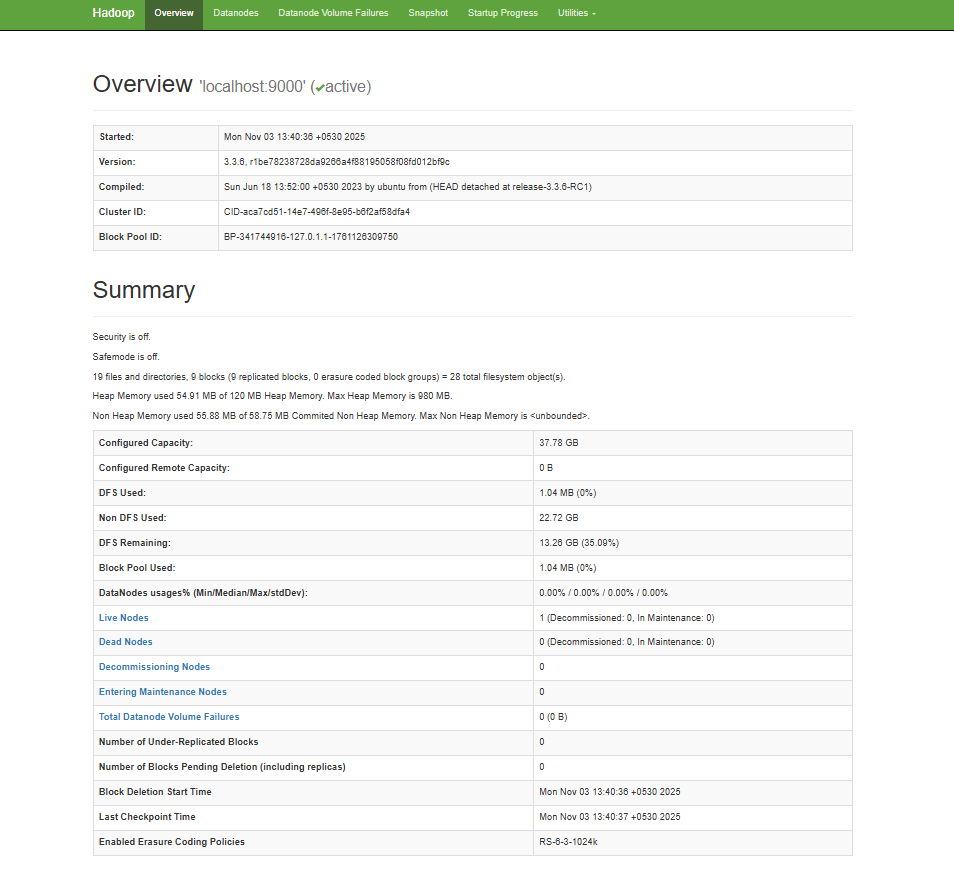 Hadoop Overview Datanodes Datanode Volume Failures Snapshot Startup Progress Utilities
Overview 'localhost:9000' (✔active)
Started: Mon Nov 03 13:40:36 +0530 2025
Version: 3.3.6, r1be78238728da9266a4f88195058f08fd012bf9c
Compiled: Sun Jun 18 13:52:00 +0530 2023 by ubuntu from (HEAD detached at release-3.3.6-RC1)
Cluster ID: CID-aca7cd51-14e7-496f-8e95-b6f2af58dfa4
Block Pool ID: BP-341744916-127.0.1.1-1761126309750
Summary
Security is off.
Safemode is off.
19 files and directories, 9 blocks (9 replicated blocks, 0 erasure coded block groups) = 28 total filesystem object(s).
Heap Memory used 54.91 MB of 120 MB Heap Memory. Max Heap Memory is 980 MB.
Non Heap Memory used 55.88 MB of 58.75 MB Commited Non Heap Memory. Max Non Heap Memory is <unbounded>.
Configured Capacity: 37.78 GB
Configured Remote Capacity: 0 B
DFS Used: 1.04 MB (0%)
Non DFS Used: 22.72 GB
DFS Remaining: 13.26 GB (35.09%)
Block Pool Used: 1.04 MB (0%)
DataNodes usages% (Min/Median/Max/stdDev): 0.00% / 0.00% / 0.00% / 0.00%
Live Nodes 1 (Decommissioned: 0, In Maintenance: 0)
Dead Nodes 0 (Decommissioned: 0, In Maintenance: 0)
Decommissioning Nodes 0
Entering Maintenance Nodes 0
Total Datanode Volume Failures 0 (0 B)
Number of Under-Replicated Blocks 0
Number of Blocks Pending Deletion (including replicas) 0
Block Deletion Start Time Mon Nov 03 13:40:36 +0530 2025
Last Checkpoint Time Mon Nov 03 13:40:37 +0530 2025
Enabled Erasure Coding Policies RS-6-3-1024k